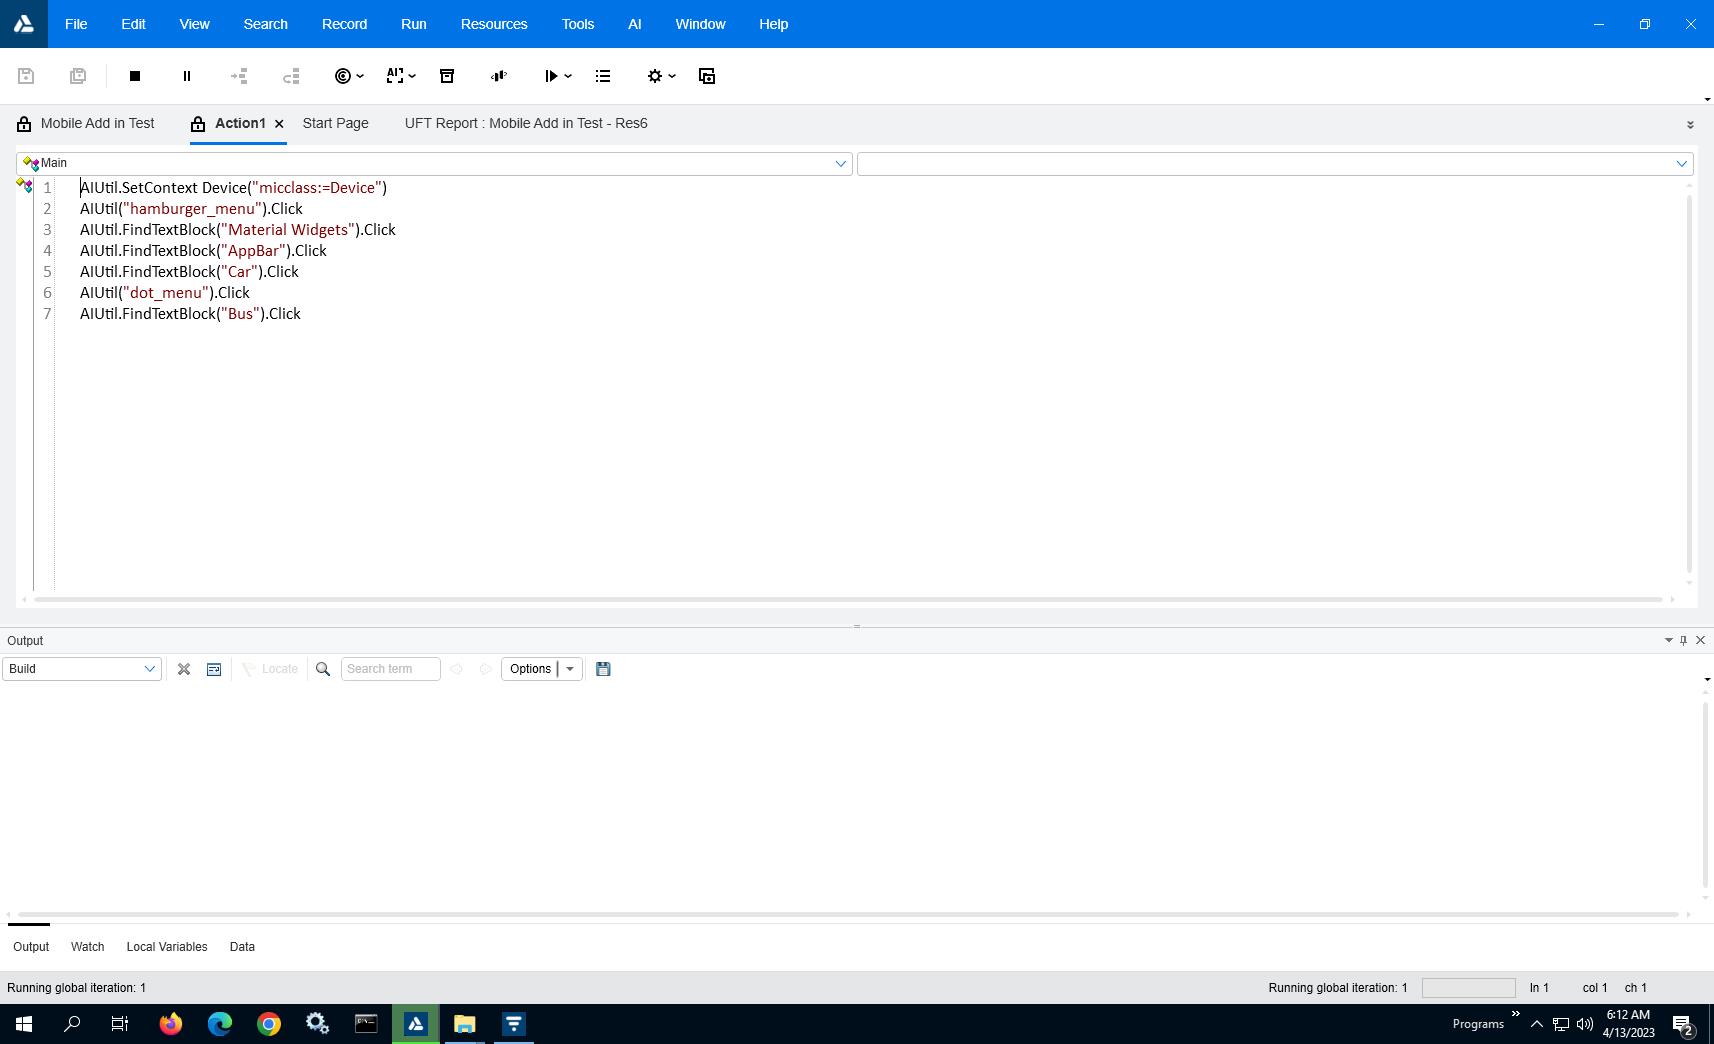 File Edit View Search Record Run Resources Tools AI Window Help
AI
Mobile Add in Test Action1 Start Page UFT Report : Mobile Add in Test - Res6
Main
1 AIUtil.SetContext Device("micclass:=Device")
2 AIUtil("hamburger_menu").Click
3 AIUtil.FindTextBlock("Material Widgets").Click
4 AIUtil.FindTextBlock("AppBar").Click
5 AIUtil.FindTextBlock("Car").Click
6 AIUtil("dot_menu").Click
7 AIUtil.FindTextBlock("Bus").Click
Output
Build Locate Search term Options
Output Watch Local Variables Data
Running global iteration: 1 Running global iteration: 1 ln 1 col 1 ch 1
Programs 6:12 AM
4/13/2023 2